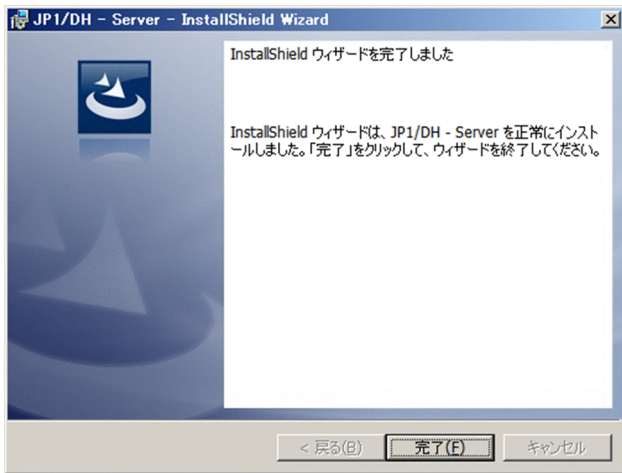 JP1/DH - Server - InstallShield Wizard
InstallShield ウィザードを完了しました
InstallShield ウィザードは、JP1/DH - Server を正常にインスト
ールしました。「完了」をクリックして、ウィザードを終了してください。
< 戻る(B)
完了(F)
キャンセル